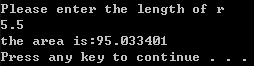 Please enter the length of r
5.5
the area is:95.033401
Press any key to continue . . .